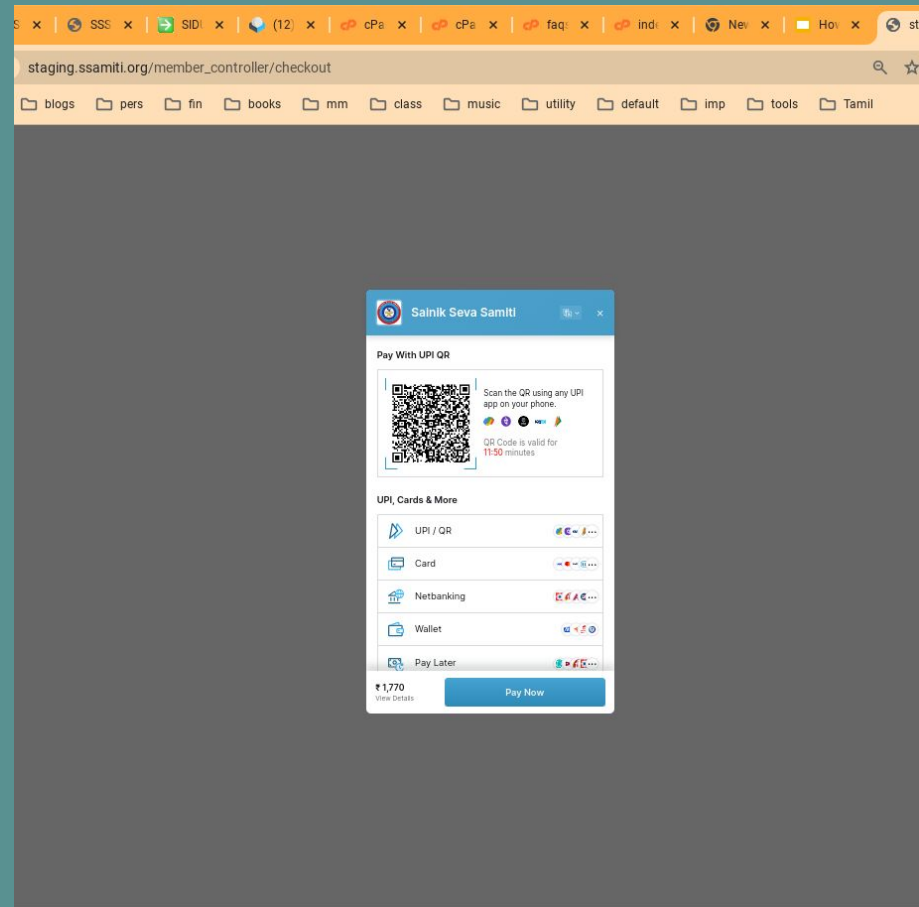 SSS
SIDU
(12)
cPa
cPa
faqs
inde
New
How
st
staging.ssamiti.org/member_controller/checkout
blogs pers fin books mm class music utility default imp tools Tamil
Sainik Seva Samiti
Pay With UPI QR
Scan the QR using any UPI
app on your phone.
QR Code is valid for
11:50 minutes
UPI, Cards & More
UPI / QR
Card
Netbanking
Wallet
Pay Later
₹ 1,770
View Details
Pay Now